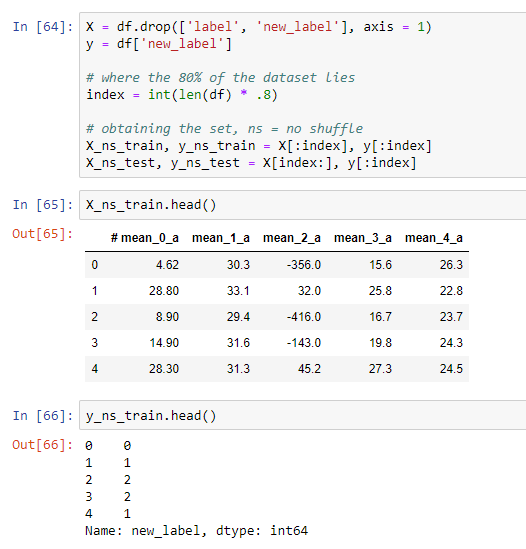 In [64]: X = df.drop(['label', 'new_label'], axis = 1)
y = df['new_label']
# where the 80% of the dataset lies
index = int(len(df) * .8)
# obtaining the set, ns = no shuffle
X_ns_train, y_ns_train = X[:index], y[:index]
X_ns_test, y_ns_test = X[index:], y[:index]
In [65]: X_ns_train.head()
Out[65]:
# mean_0_a mean_1_a mean_2_a mean_3_a mean_4_a
0 4.62 30.3 -356.0 15.6 26.3
1 28.80 33.1 32.0 25.8 22.8
2 8.90 29.4 -416.0 16.7 23.7
3 14.90 31.6 -143.0 19.8 24.3
4 28.30 31.3 45.2 27.3 24.5
In [66]: y_ns_train.head()
Out[66]: 0 0
1 1
2 2
3 2
4 1
Name: new_label, dtype: int64